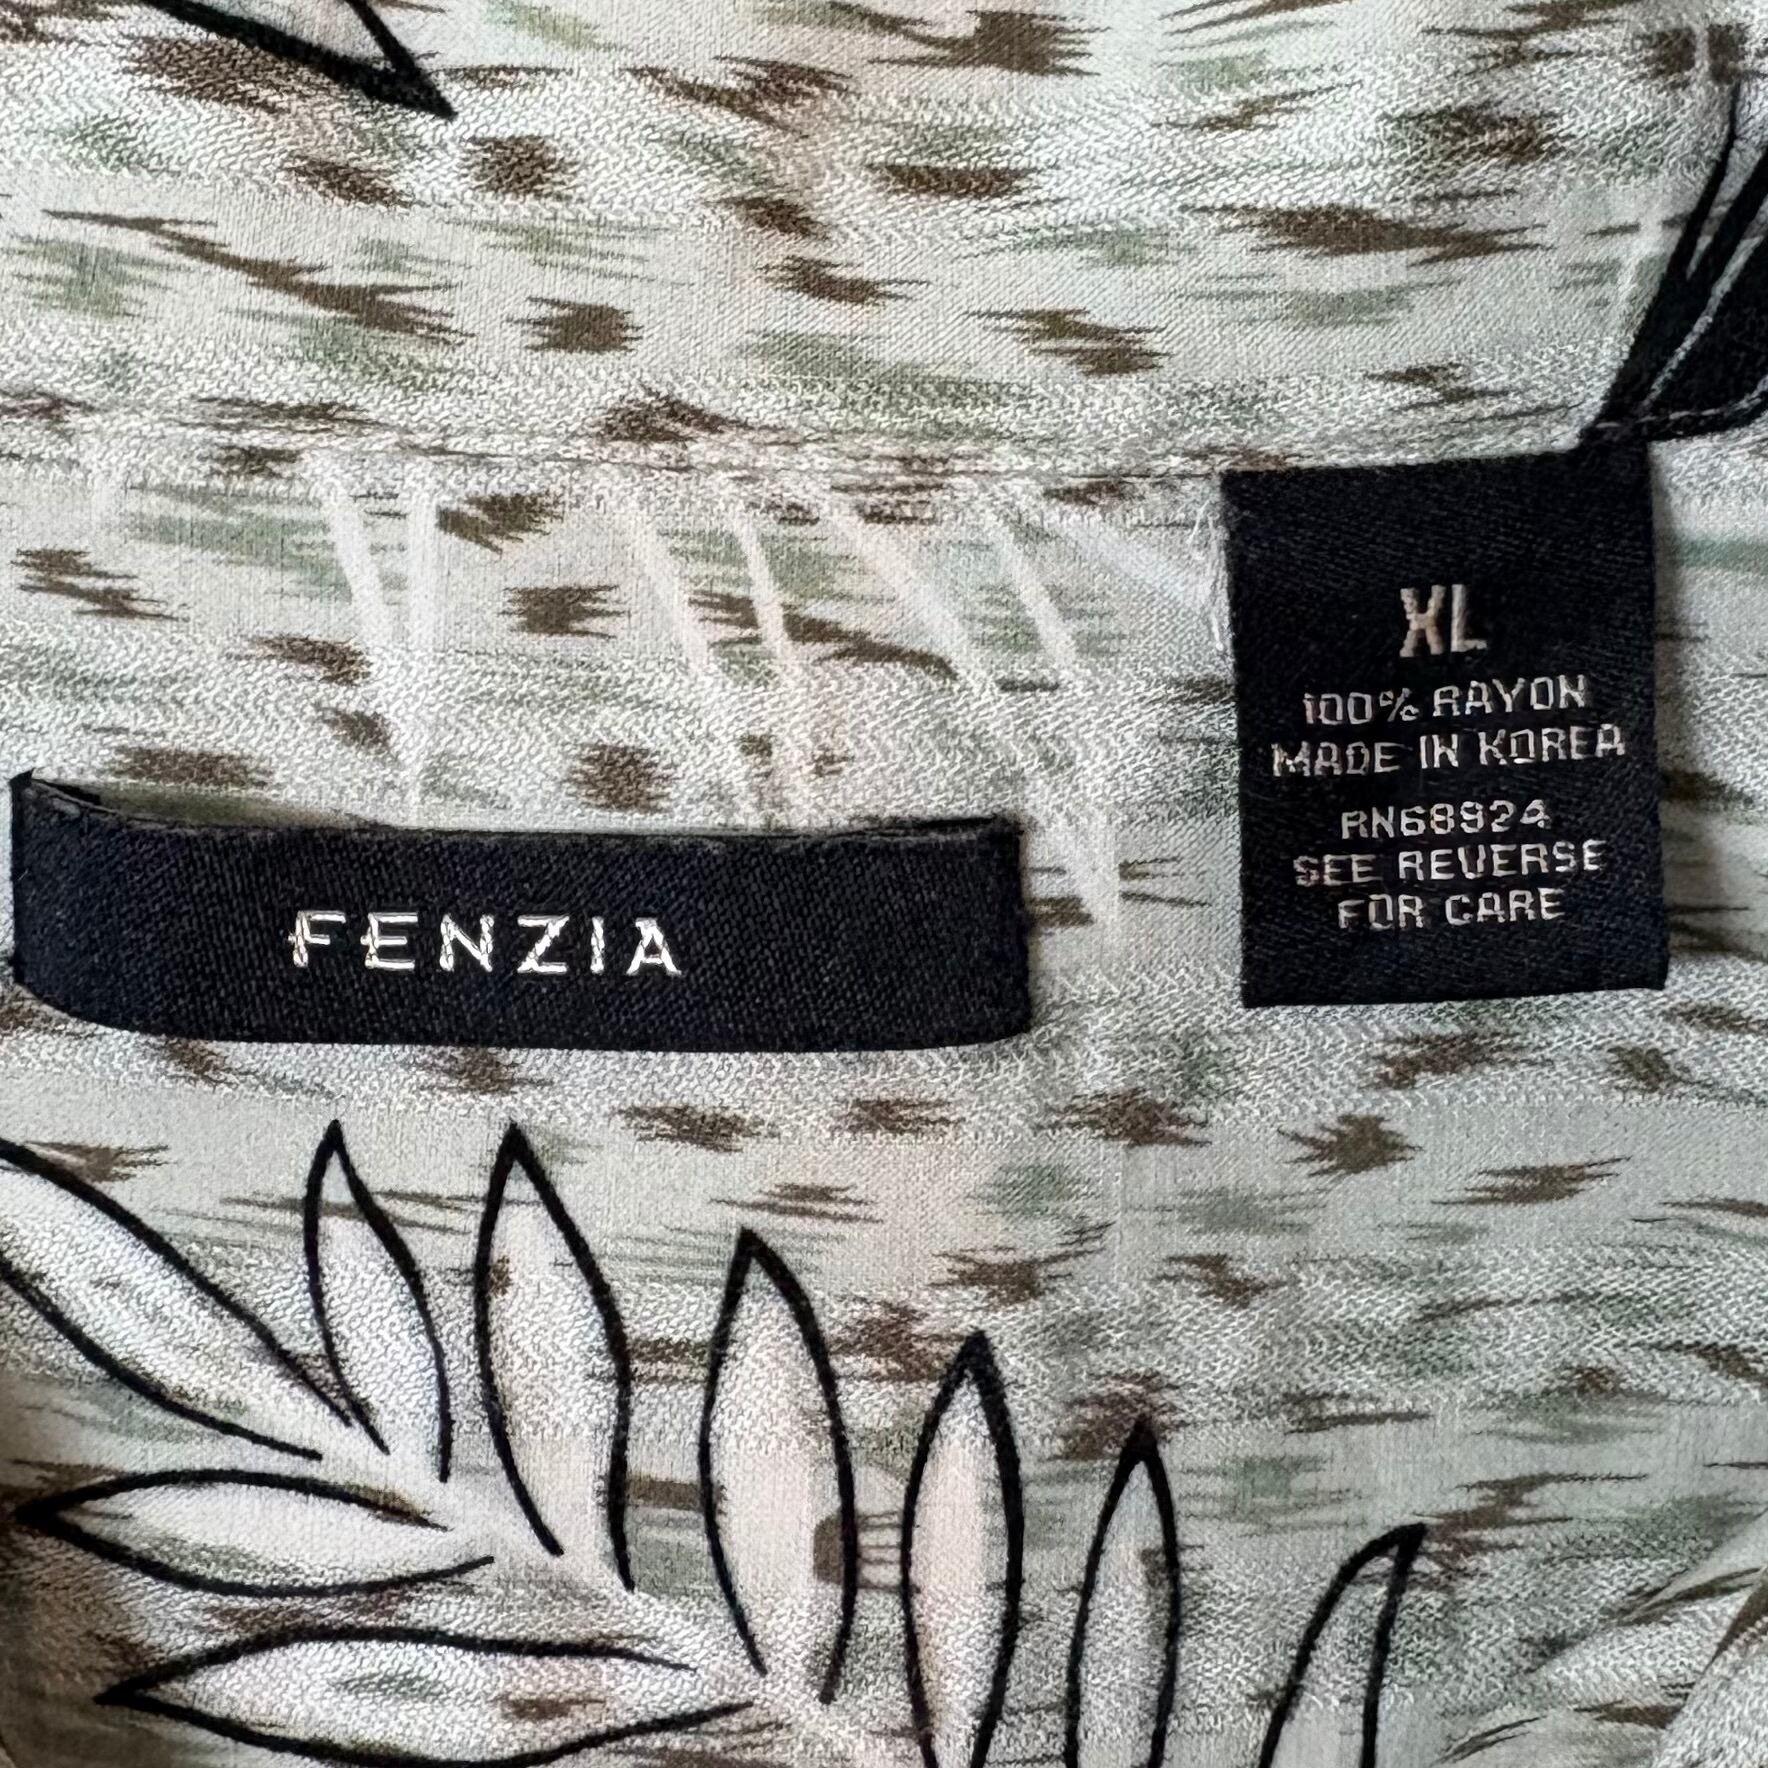 FENZIA
XL
100% RAYON
MADE IN KOREA
RN68924
SEE REVERSE
FOR CARE